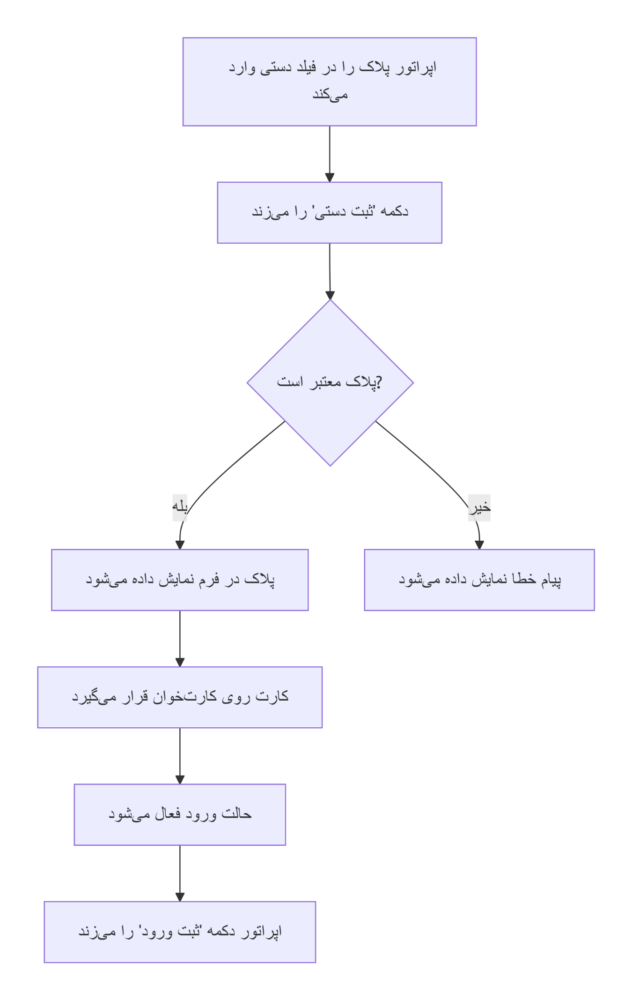 اپراتور پلاک را در فیلد دستی وارد
می‌کند
دکمه 'ثبت دستی' را می‌زند
پلاک معتبر است?
بله
خیر
پلاک در فرم نمایش داده می‌شود
پیام خطا نمایش داده می‌شود
کارت روی کارت‌خوان قرار می‌گیرد
حالت ورود فعال می‌شود
اپراتور دکمه 'ثبت ورود' را می‌زند